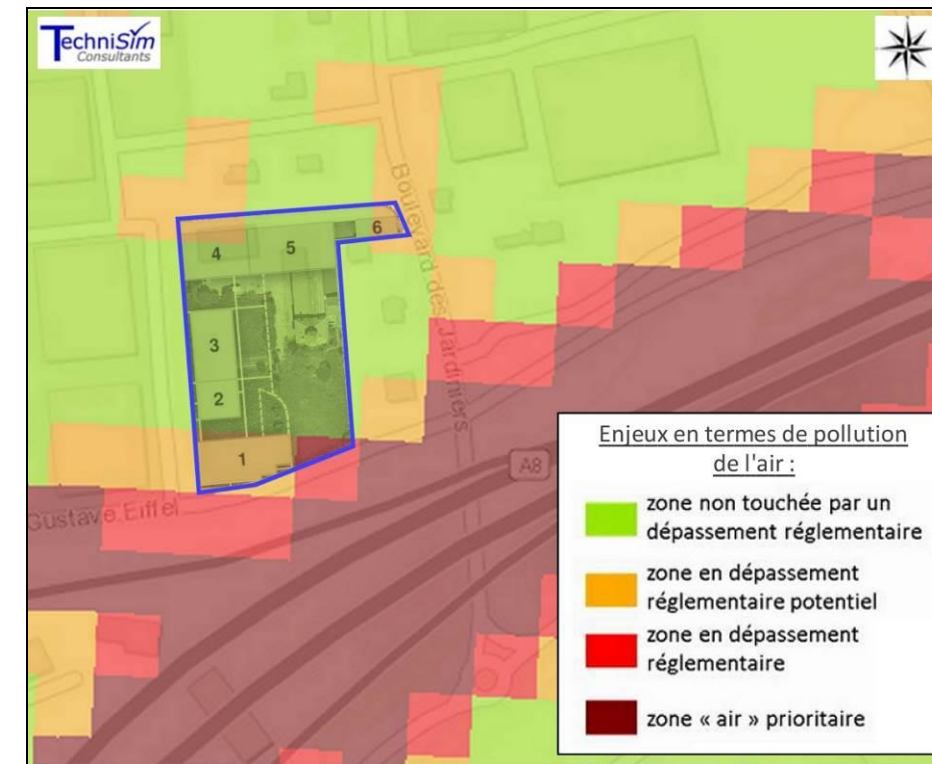 TechniSim
Consultants
Boulevard des Jardiniers
6
4
5
3
2
1
A8
Gustave Eiffel
Enjeux en termes de pollution
de l'air :
zone non touchée par un
dépassement réglementaire
zone en dépassement
réglementaire potentiel
zone en dépassement
réglementaire
zone « air » prioritaire